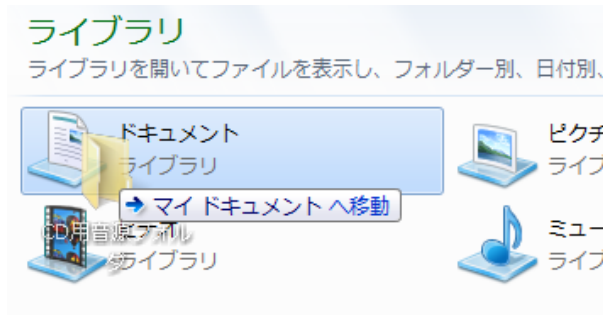 ライブラリ
ライブラリを開いてファイルを表示し、フォルダー別、日付別、
ドキュメント
ライブラリ
ピクチ
ライブ
マイ ドキュメント へ移動
CD用音源フォル
ダ
ライブラリ
ミュー
ライブ